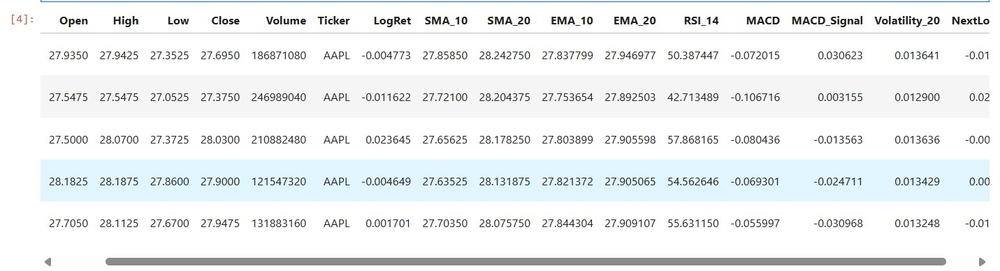 [4]:
Open High Low Close Volume Ticker LogRet SMA_10 SMA_20 EMA_10 EMA_20 RSI_14 MACD MACD_Signal Volatility_20 NextLo
27.9350 27.9425 27.3525 27.6950 186871080 AAPL -0.004773 27.85850 28.242750 27.837799 27.946977 50.387447 -0.072015 0.030623 0.013641 -0.01
27.5475 27.5475 27.0525 27.3750 246989040 AAPL -0.011622 27.72100 28.204375 27.753654 27.892503 42.713489 -0.106716 0.003155 0.012900 0.02
27.5000 28.0700 27.3725 28.0300 210882480 AAPL 0.023645 27.65625 28.178250 27.803899 27.905598 57.868165 -0.080436 -0.013563 0.013636 -0.00
28.1825 28.1875 27.8600 27.9000 121547320 AAPL -0.004649 27.63525 28.131875 27.821372 27.905065 54.562646 -0.069301 -0.024711 0.013429 0.00
27.7050 28.1125 27.6700 27.9475 131883160 AAPL 0.001701 27.70350 28.075750 27.844304 27.909107 55.631150 -0.055997 -0.030968 0.013248 -0.01